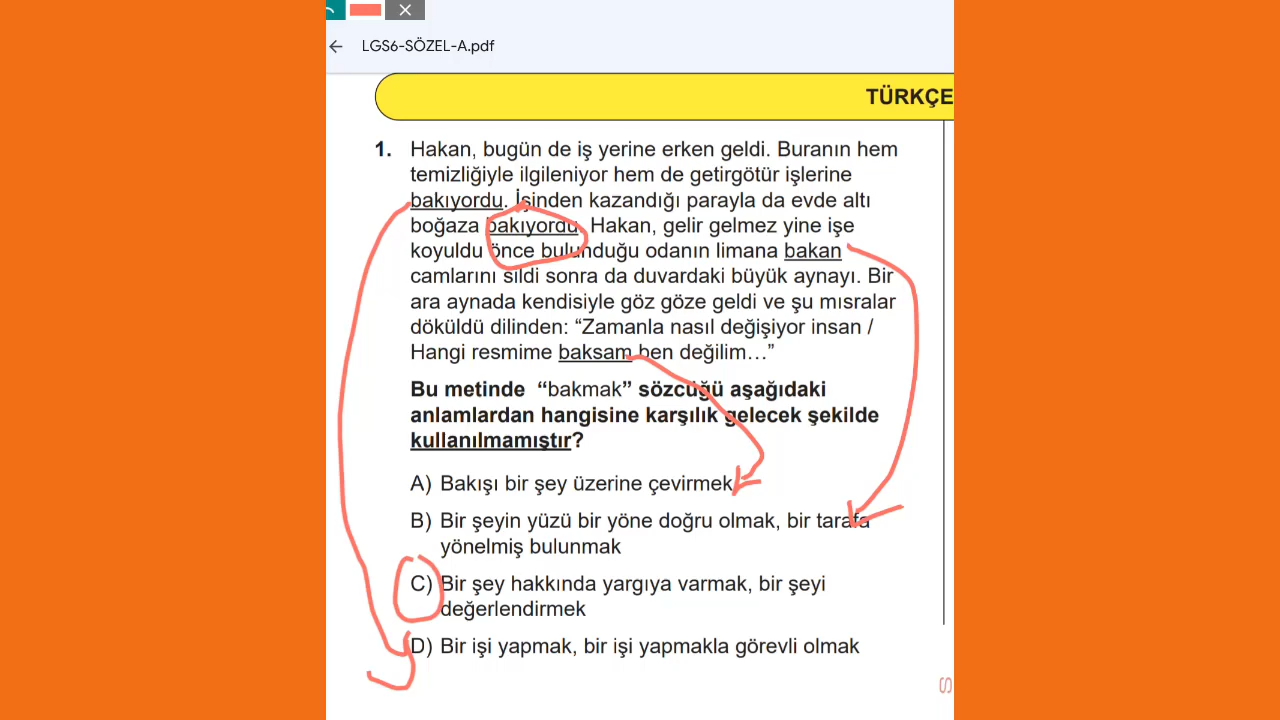 LGS6-SÖZEL-A.pdf
TÜRKÇE
1. Hakan, bugün de iş yerine erken geldi. Buranın hem
temizliğiyle ilgileniyor hem de getirgötür işlerine
bakıyordu. İşinden kazandığı parayla da evde altı
boğaza bakıyordu. Hakan, gelir gelmez yine işe
koyuldu önce bulunduğu odanın limana bakan
camlarını sildi sonra da duvardaki büyük aynayı. Bir
ara aynada kendisiyle göz göze geldi ve şu mısralar
döküldü dilinden: “Zamanla nasıl değişiyor insan /
Hangi resmime baksam ben değilim…”
Bu metinde “bakmak” sözcüğü aşağıdaki
anlamlardan hangisine karşılık gelecek şekilde
kullanılmamıştır?
A) Bakışı bir şey üzerine çevirmek
B) Bir şeyin yüzü bir yöne doğru olmak, bir tarafa
yönelmiş bulunmak
C) Bir şey hakkında yargıya varmak, bir şeyi
değerlendirmek
D) Bir işi yapmak, bir işi yapmakla görevli olmak
S